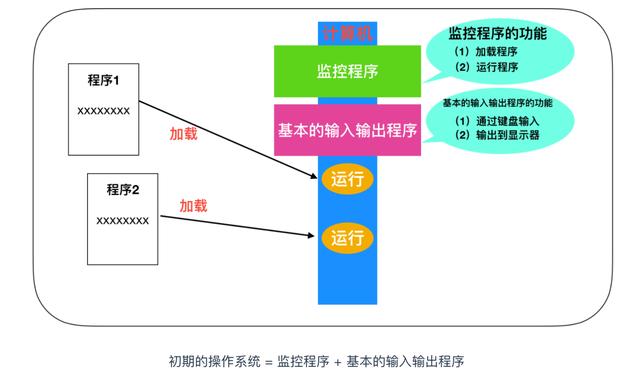 计算机
监控程序
监控程序的功能
（1）加载程序
（2）运行程序
程序1
xxxxxxxx
加载
基本的输入输出程序
基本的输入输出程序的功能
（1）通过键盘输入
（2）输出到显示器
运行
程序2
xxxxxxxx
加载
运行
初期的操作系统 = 监控程序 + 基本的输入输出程序